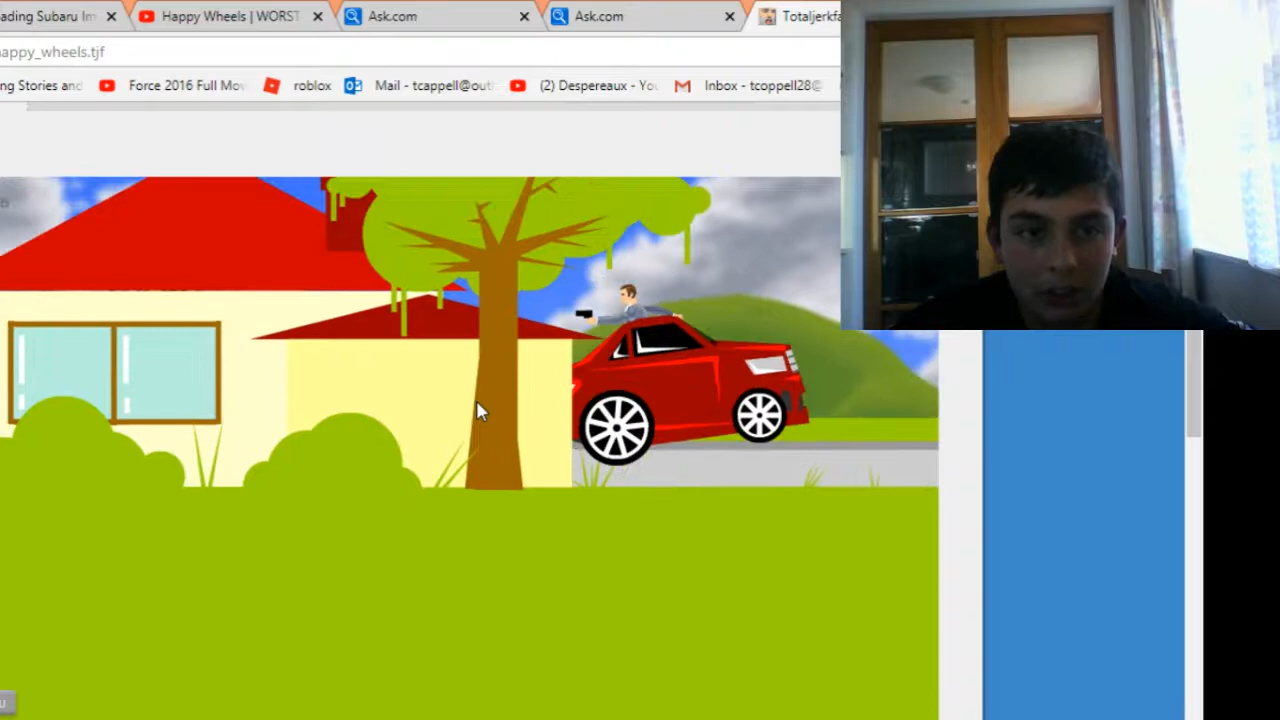 ading Subaru Im
Happy Wheels | WORST
Ask.com
Ask.com
Totaljerkfa
appy_wheels.tjf
ng Stories and
Force 2016 Full Mov
roblox
Mail - tcappell@out
(2) Despereaux - You
Inbox - tcoppell28@